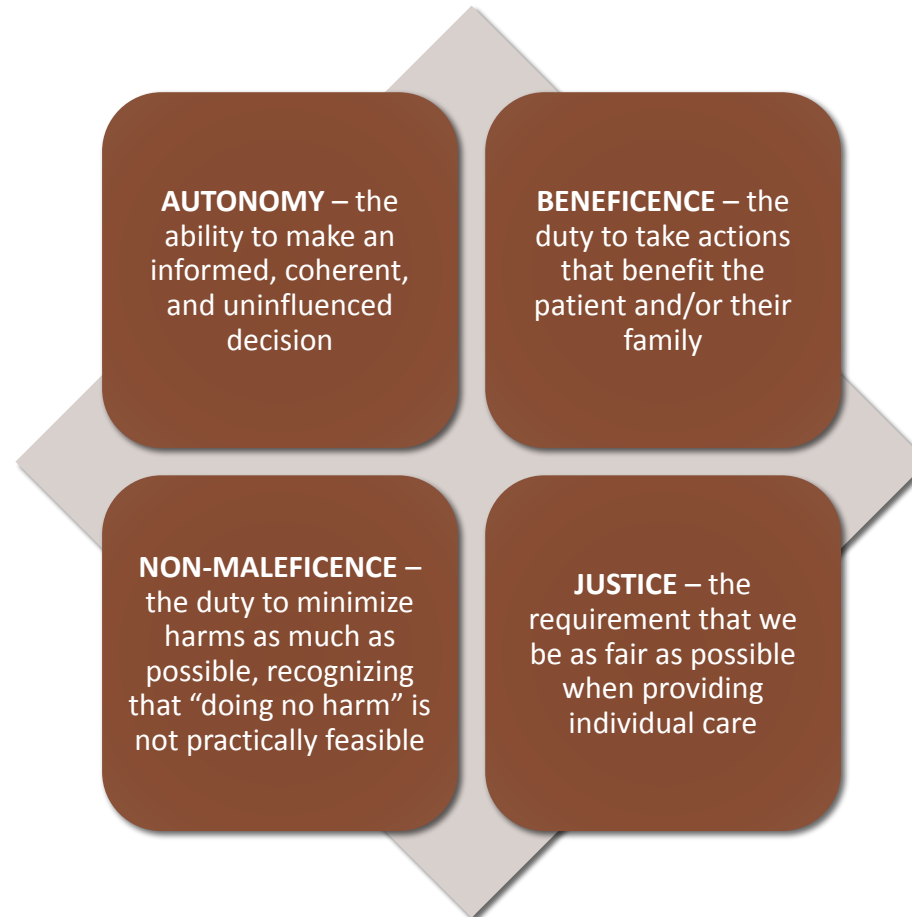 AUTONOMY – the
ability to make an
informed, coherent,
and uninfluenced
decision
BENEFICENCE – the
duty to take actions
that benefit the
patient and/or their
family
NON-MALEFICENCE –
the duty to minimize
harms as much as
possible, recognizing
that “doing no harm” is
not practically feasible
JUSTICE – the
requirement that we
be as fair as possible
when providing
individual care